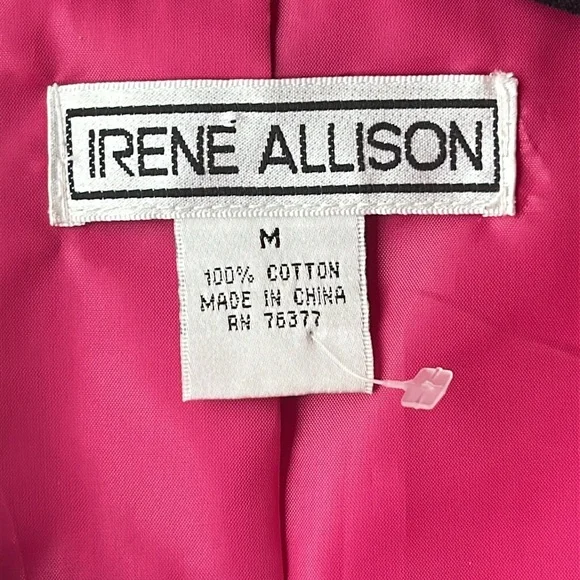 IRENE ALLISON
M
100% COTTON
MADE IN CHINA
RN 76377